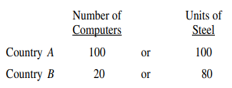 Number of Units of
Computers Steel
Country A 100 or 100
Country B 20 or 80